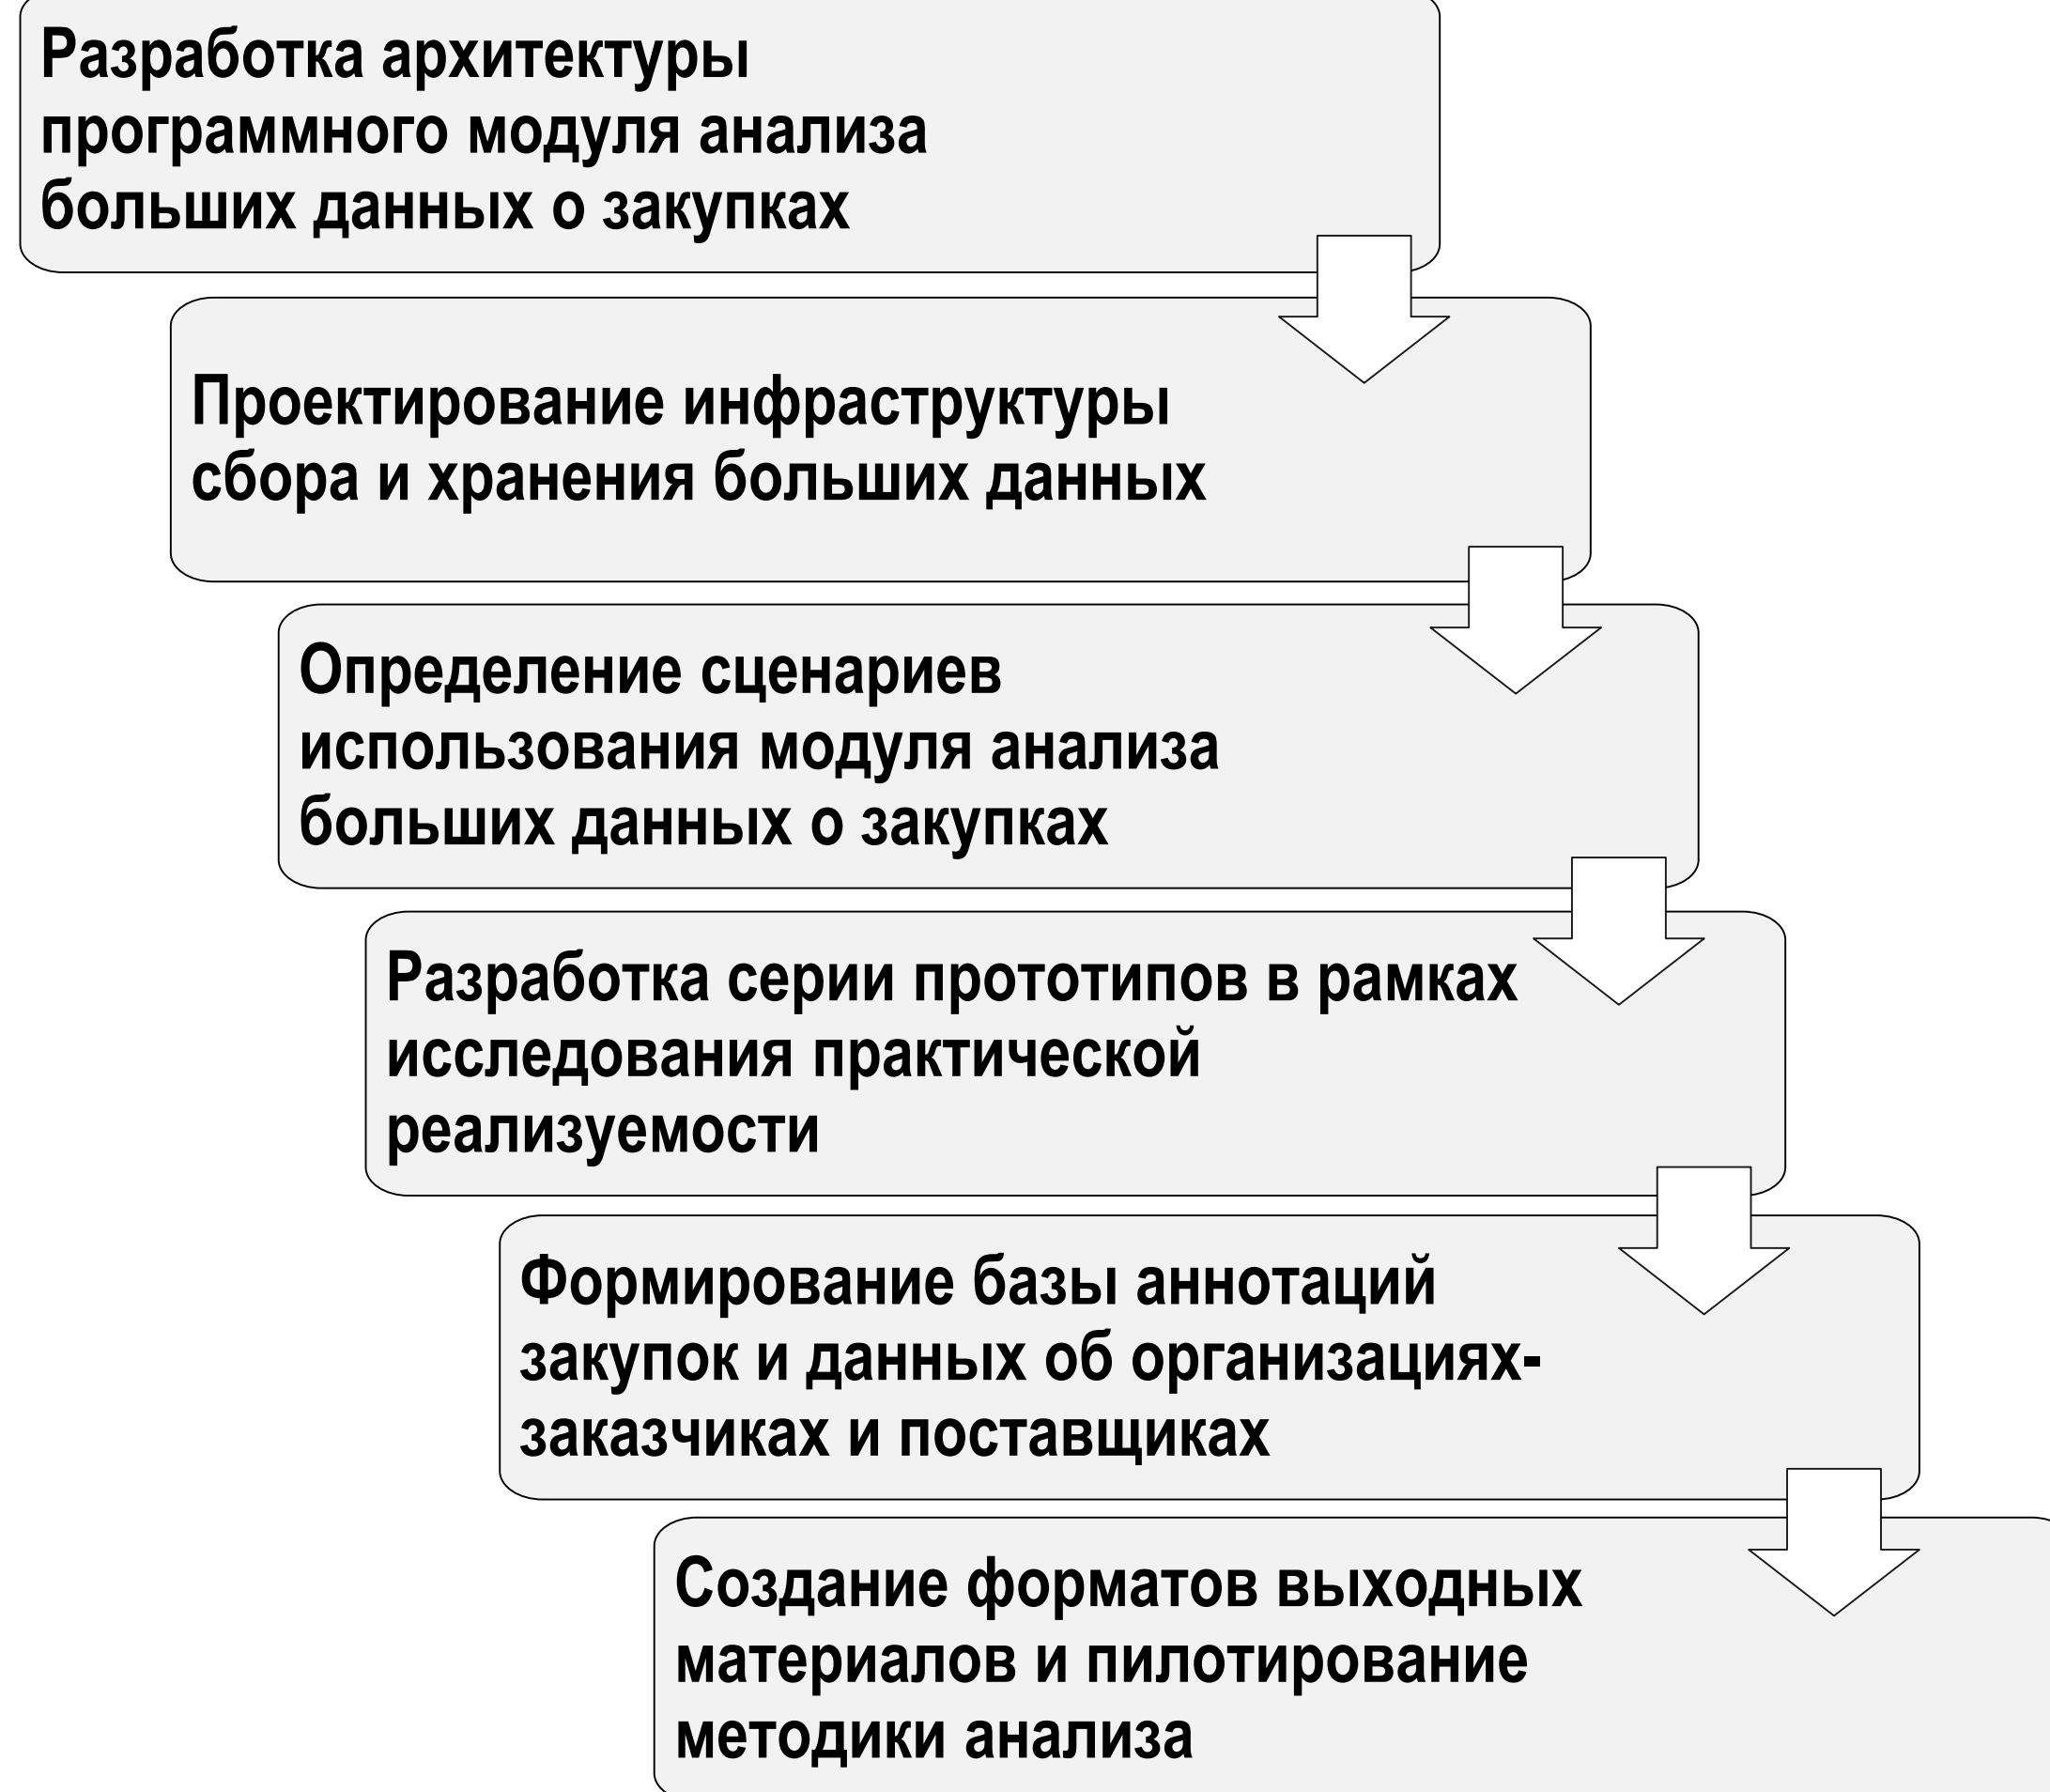 Разработка архитектуры
программного модуля анализа
больших данных о закупках
Проектирование инфраструктуры
сбора и хранения больших данных
Определение сценариев
использования модуля анализа
больших данных о закупках
Разработка серии прототипов в рамках
исследования практической
реализуемости
Формирование базы аннотаций
закупок и данных об организациях-
заказчиках и поставщиках
Создание форматов выходных
материалов и пилотирование
методики анализа